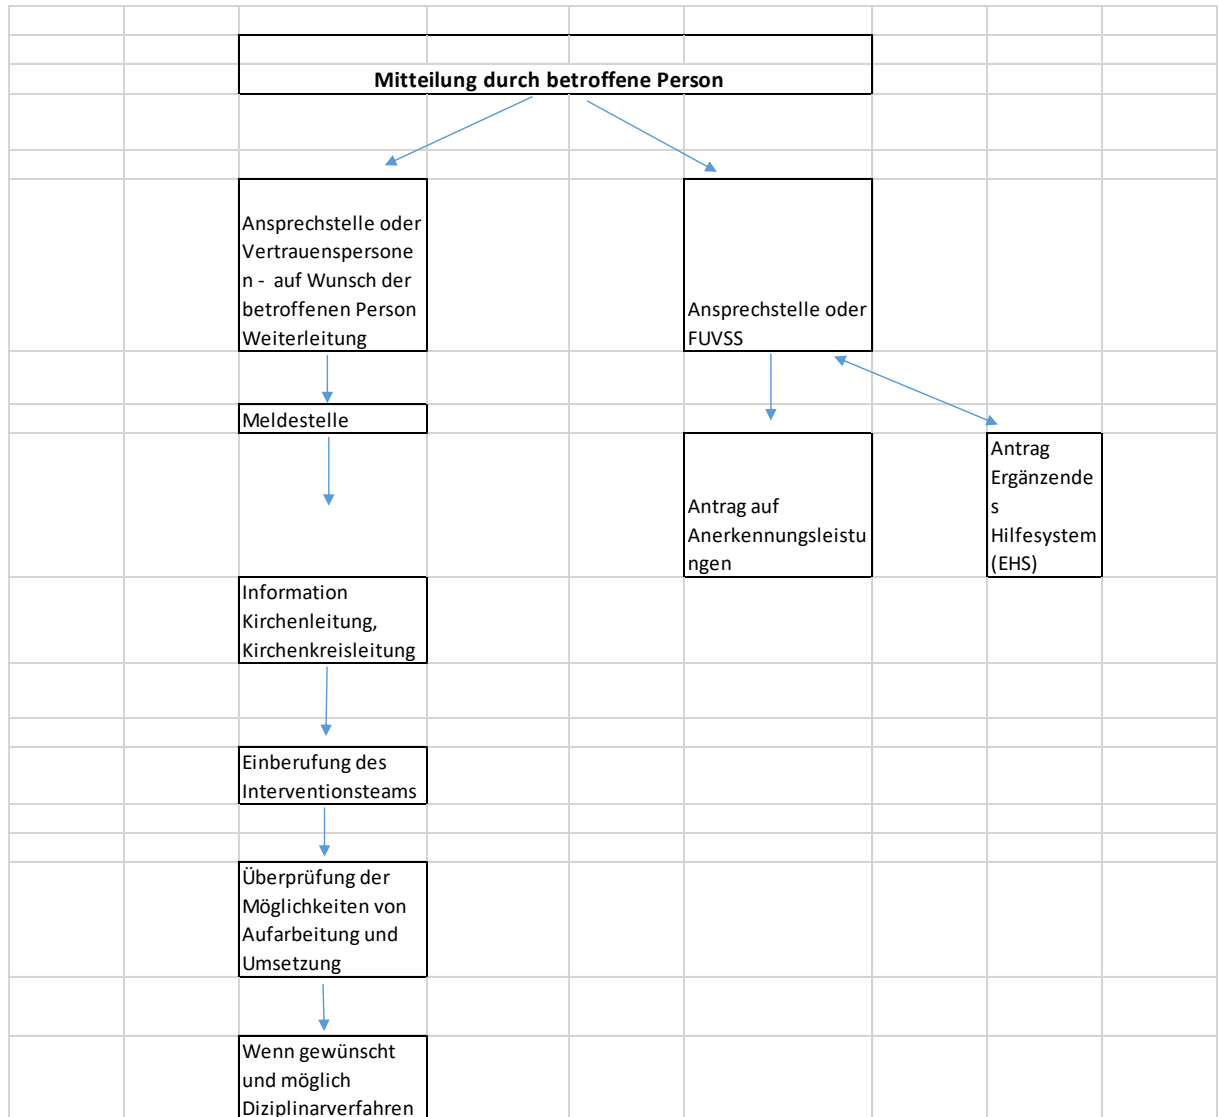 Mitteilung durch betroffene Person
Ansprechstelle oder
Vertrauenspersone
n -  auf Wunsch der
betroffenen Person
Weiterleitung
Ansprechstelle oder
FUVSS
Meldestelle
Antrag auf
Anerkennungsleistu
ngen
Antrag
Ergänzende
s
Hilfesystem
(EHS)
Information
Kirchenleitung,
Kirchenkreisleitung
Einberufung des
Interventionsteams
Überprüfung der
Möglichkeiten von
Aufarbeitung und
Umsetzung
Wenn gewünscht
und möglich
Diziplinarverfahren